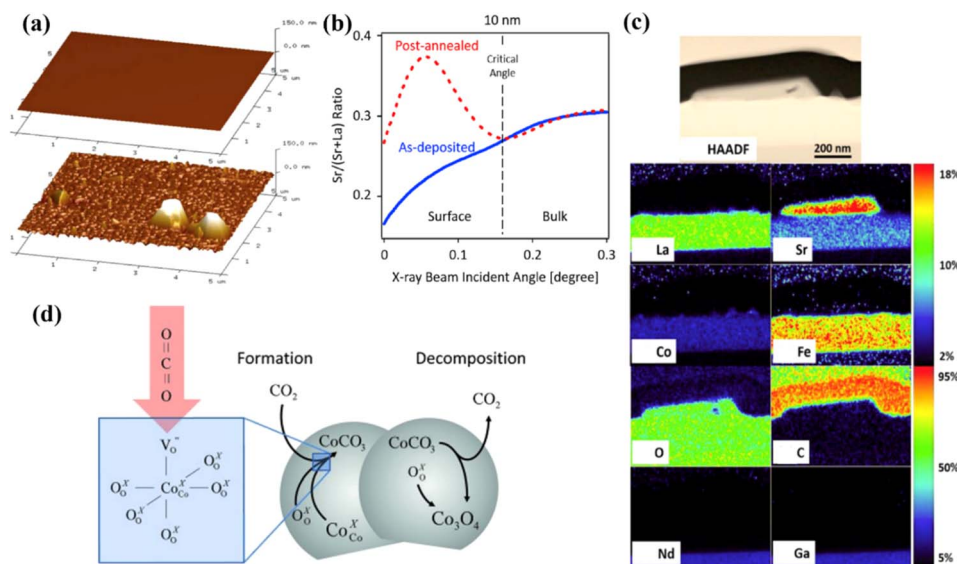 (a)
150.0 nm
0.0 nm
5 um
4
3
2
1
5 um
4
3
2
1
150.0 nm
0.0 nm
5 um
4
3
2
1
1
2
3
4
5 um
(b)
10 nm
Post-annealed
Critical
Angle
As-deposited
Surface
Bulk
0.4
0.3
0.2
Sr/(Sr+La) Ratio
0
0.1
0.2
0.3
X-ray Beam Incident Angle [degree]
(c)
HAADF
200 nm
18%
La
Sr
10%
Co
Fe
2%
95%
O
C
50%
Nd
Ga
5%
(d)
O
C
O
Formation
Decomposition
CO₂
CO₂
CoCO₃
CoCO₃
V_O^••
O_O^X
O_O^X
Co_Co^X
O_O^X
O_O^X
O_O^X
O_O^X
Co_Co^X
O_O^X
Co₃O₄